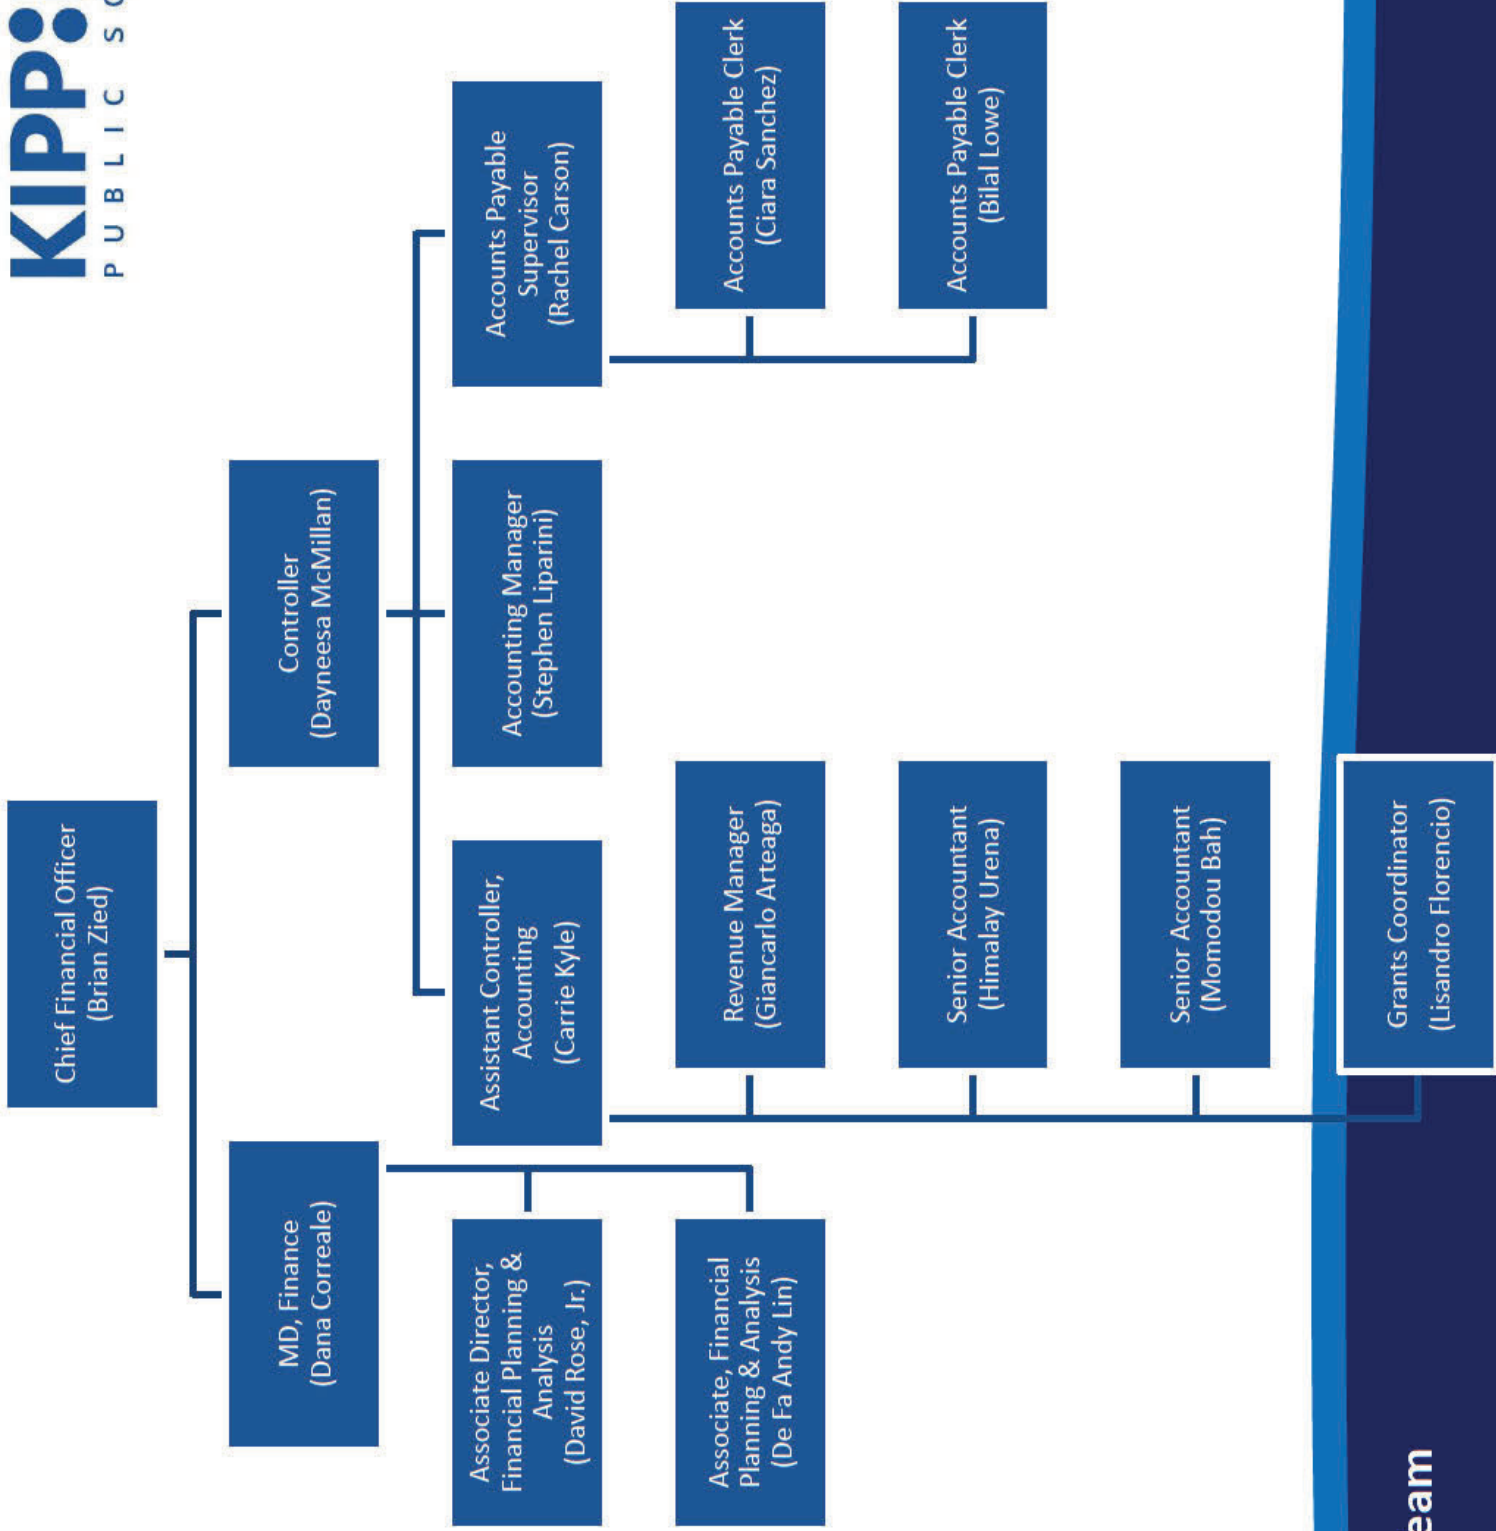 KIPP:
PUBLIC
Chief Financial Officer
(Brian Zied)
MD, Finance
(Dana Correale)
Controller
(Dayneesa McMillan)
Associate Director,
Financial Planning &
Analysis
(David Rose, Jr.)
Assistant Controller,
Accounting
(Carrie Kyle)
Accounting Manager
(Stephen Liparini)
Accounts Payable
Supervisor
(Rachel Carson)
Associate, Financial
Planning & Analysis
(De Fa Andy Lin)
Revenue Manager
(Giancarlo Arteaga)
Accounts Payable Clerk
(Ciara Sanchez)
Senior Accountant
(Himalay Urena)
Accounts Payable Clerk
(Bilal Lowe)
Senior Accountant
(Momodou Bah)
Grants Coordinator
(Lisandro Florencio)